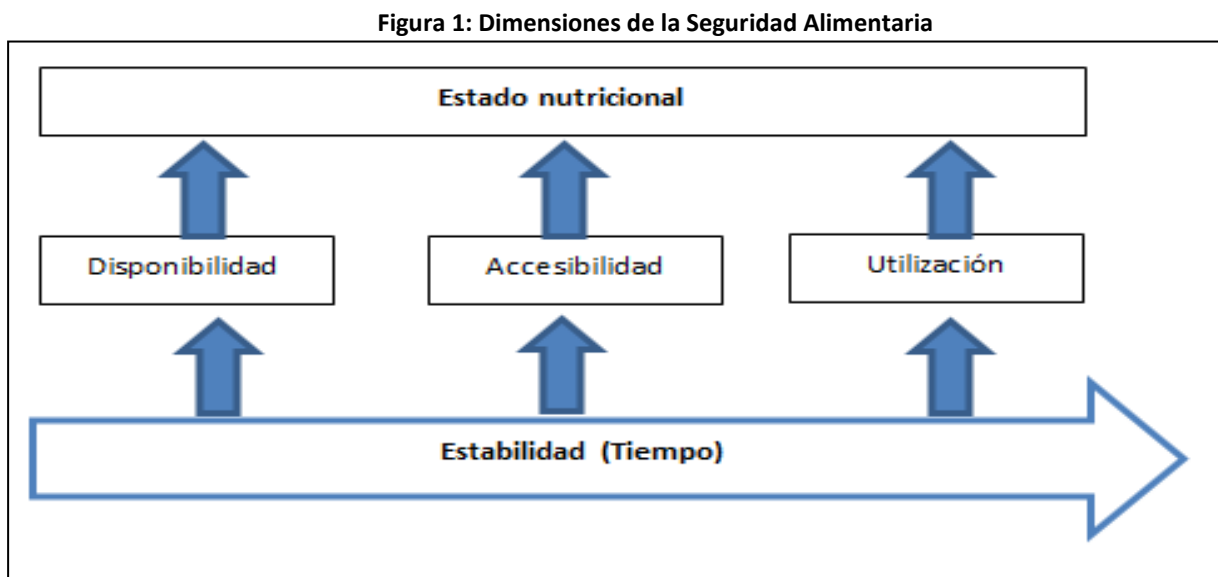 Figura 1: Dimensiones de la Seguridad Alimentaria
Estado nutricional
Disponibilidad
Accesibilidad
Utilización
Estabilidad (Tiempo)